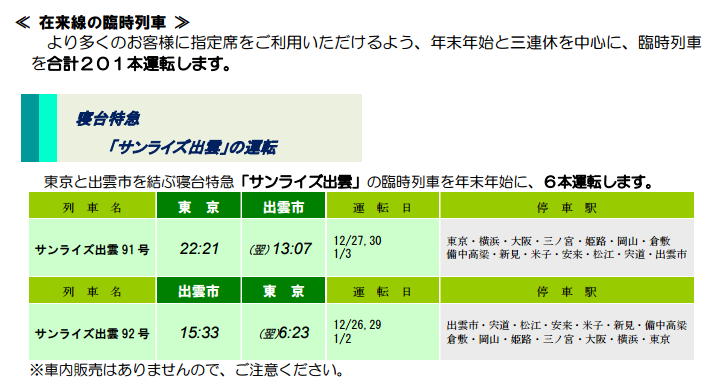 ≪ 在来線の臨時列車 ≫
より多くのお客様に指定席をご利用いただけるよう、年末年始と三連休を中心に、臨時列車
を合計２０１本運転します。
寝台特急
「サンライズ出雲」の運転
東京と出雲市を結ぶ寝台特急「サンライズ出雲」の臨時列車を年末年始に、６本運転します。
列 車 名 東 京 出雲市 運 転 日 停 車 駅
サンライズ出雲 91 号 22:21 (翌)13:07 12/27,30 東京・横浜・大阪・三ノ宮・姫路・岡山・倉敷
1/3 備中高梁・新見・米子・安来・松江・宍道・出雲市
列 車 名 出雲市 東 京 運 転 日 停 車 駅
サンライズ出雲 92 号 15:33 (翌)6:23 12/26,29 出雲市・宍道・松江・安来・米子・新見・備中高梁
1/2 倉敷・岡山・姫路・三ノ宮・大阪・横浜・東京
※車内販売はありませんので、ご注意ください。